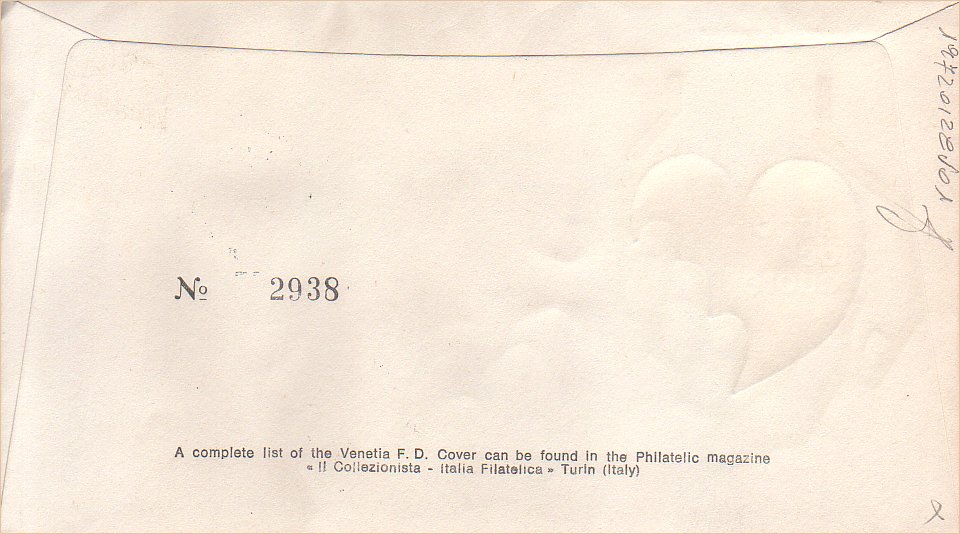 № 2938
A complete list of the Venetia F. D. Cover can be found in the Philatelic magazine
« Il Collezionista - Italia Filatelica » Turin (Italy)